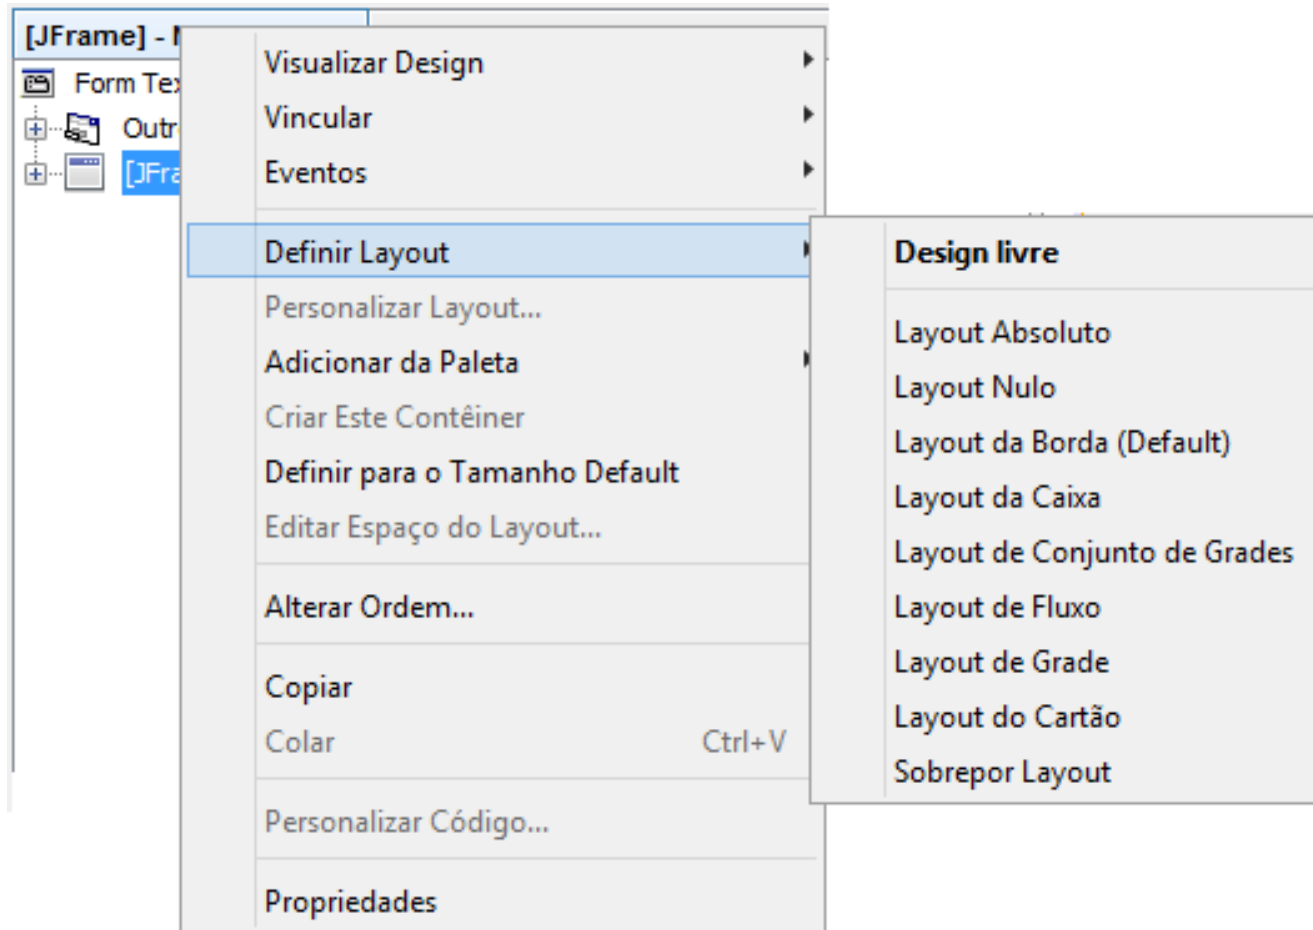 [JFrame] -
Form
[JFra
Visualizar Design
Vincular
Eventos
Definir Layout
Personalizar Layout...
Adicionar da Paleta
Criar Este Contêiner
Definir para o Tamanho Default
Editar Espaço do Layout...
Alterar Ordem...
Copiar
Colar Ctrl+V
Personalizar Código...
Propriedades
Design livre
Layout Absoluto
Layout Nulo
Layout da Borda (Default)
Layout da Caixa
Layout de Conjunto de Grades
Layout de Fluxo
Layout de Grade
Layout do Cartão
Sobrepor Layout